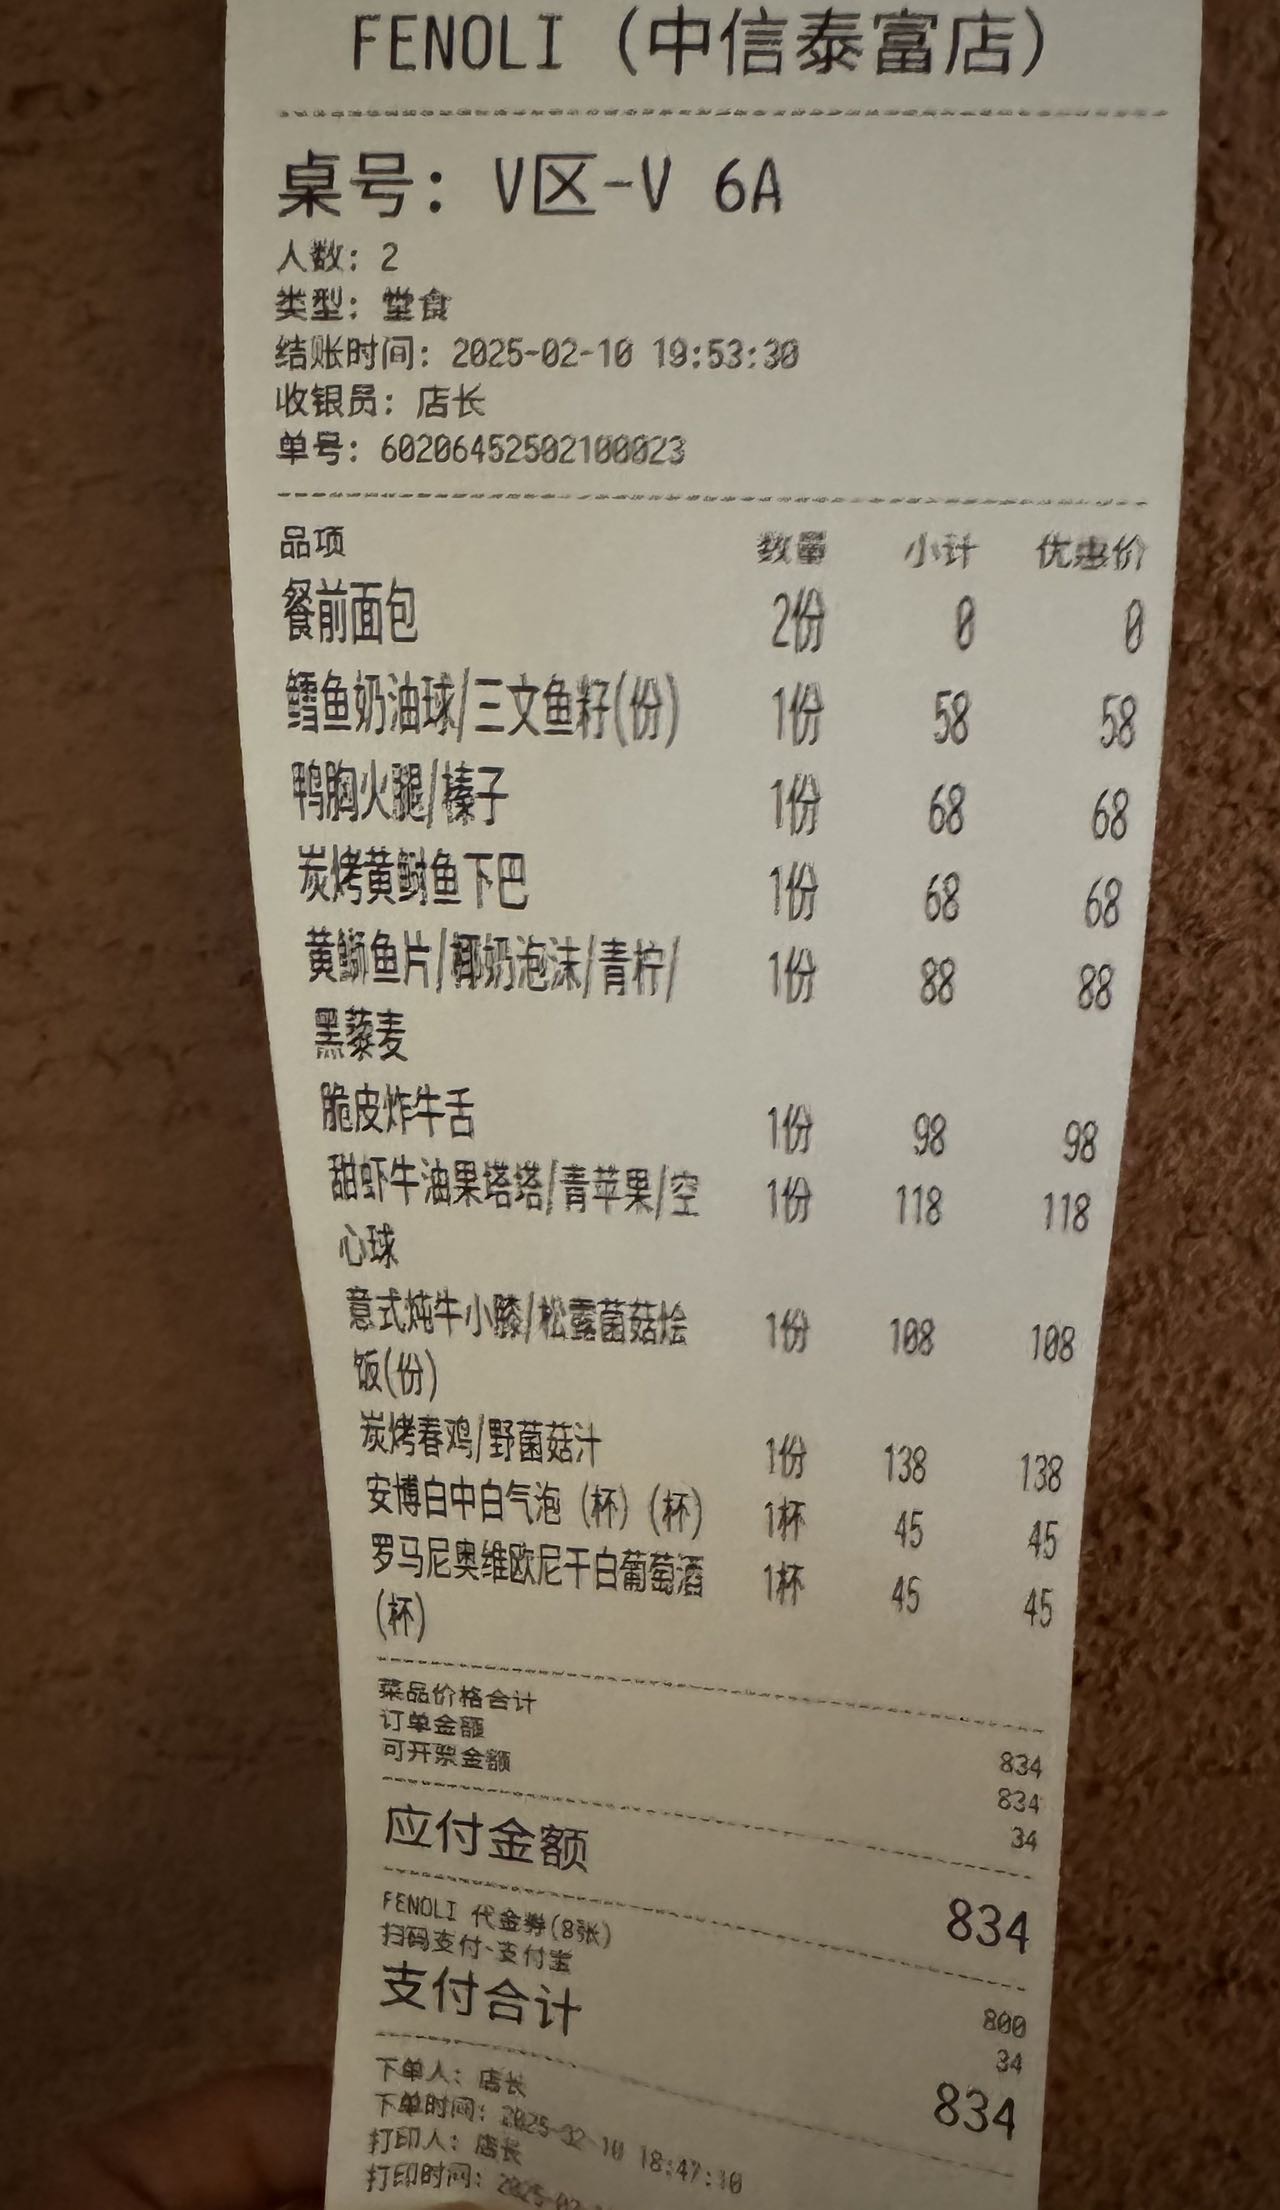 FENOLI (中信泰富店)
桌号: V区-V 6A
人数: 2
类型: 堂食
结账时间: 2025-02-10 19:53:30
收银员: 店长
单号: 60206452502100023
品项 数量 小计 优惠价
餐前面包 2份 0 0
鳕鱼奶油球/三文鱼籽(份) 1份 58 58
鸭胸火腿/榛子 1份 68 68
炭烤黄鰤鱼下巴 1份 68 68
黄鰤鱼片/椰奶泡沫/青柠/ 1份 88 88
黑藜麦
脆皮炸牛舌 1份 98 98
甜虾牛油果塔塔/青苹果/空 1份 118 118
心球
意式炖牛小膝/松露菌菇烩 1份 108 108
饭(份)
炭烤春鸡/野菌菇汁 1份 138 138
安博白中白气泡 (杯) (杯) 1杯 45 45
罗马尼奥维欧尼干白葡萄酒 1杯 45 45
(杯)
菜品价格合计 834
订单金额 834
可开票金额 34
应付金额 834
FENOLI 代金券(8张) 800
扫码支付-支付宝 34
支付合计 834
下单人: 店长
下单时间: 18:47:10
打印人: 店长
打印时间: